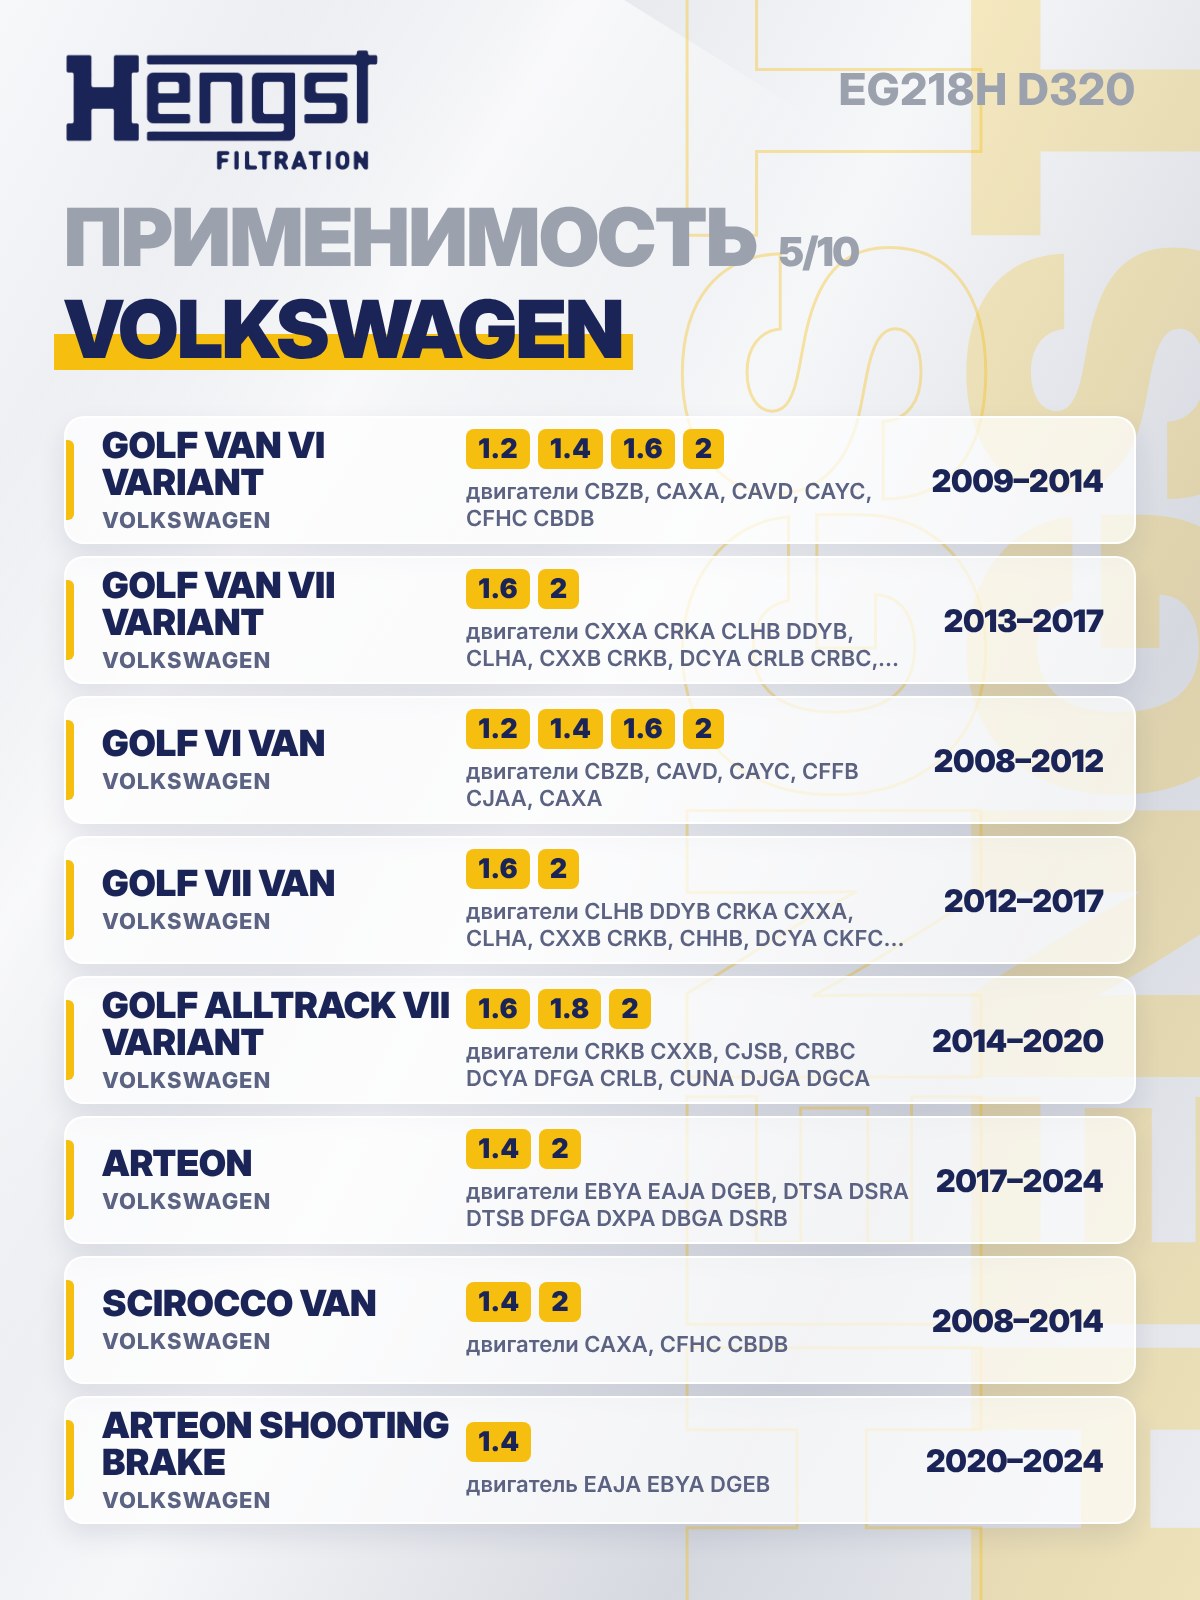 Hengst
FILTRATION
EG218H D320
ПРИМЕНИМОСТЬ 5/10
VOLKSWAGEN
GOLF VAN VI
VARIANT
VOLKSWAGEN
1.2 1.4 1.6 2
двигатели CBZB, CAXA, CAVD, CAYC,
CFHC CBDB
2009–2014
GOLF VAN VII
VARIANT
VOLKSWAGEN
1.6 2
двигатели CXXA CRKA CLHB DDYB,
CLHA, CXXB CRKB, DCYA CRLB CRBC,...
2013–2017
GOLF VI VAN
VOLKSWAGEN
1.2 1.4 1.6 2
двигатели CBZB, CAVD, CAYC, CFFB
CJAA, CAXA
2008–2012
GOLF VII VAN
VOLKSWAGEN
1.6 2
двигатели CLHB DDYB CRKA CXXA,
CLHA, CXXB CRKB, CHHB, DCYA CKFC...
2012–2017
GOLF ALLTRACK VII
VARIANT
VOLKSWAGEN
1.6 1.8 2
двигатели CRKB CXXB, CJSB, CRBC
DCYA DFGA CRLB, CUNA DJGA DGCA
2014–2020
ARTEON
VOLKSWAGEN
1.4 2
двигатели EBYA EAJA DGEB, DTSA DSRA
DTSB DFGA DXPA DBGA DSRB
2017–2024
SCIROCCO VAN
VOLKSWAGEN
1.4 2
двигатели CAXA, CFHC CBDB
2008–2014
ARTEON SHOOTING
BRAKE
VOLKSWAGEN
1.4
двигатель EAJA EBYA DGEB
2020–2024
HENGST
HENGST